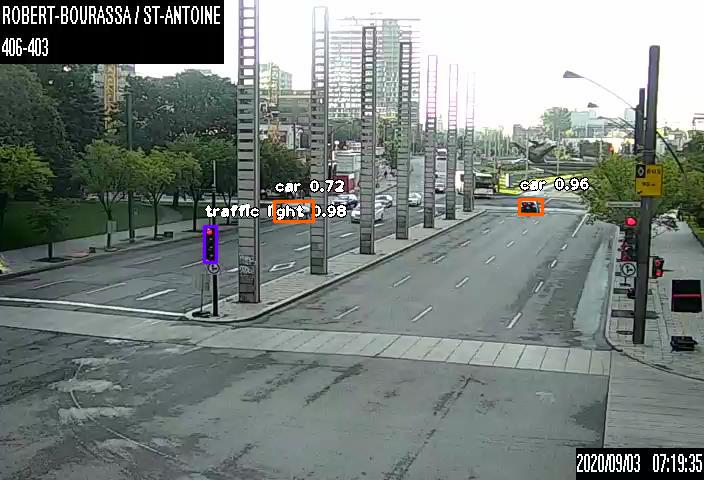 ROBERT-BOURASSA / ST-ANTOINE
406-403
car 0.72
car 0.96
traffic light 0.98
2020/09/03 07:19:35